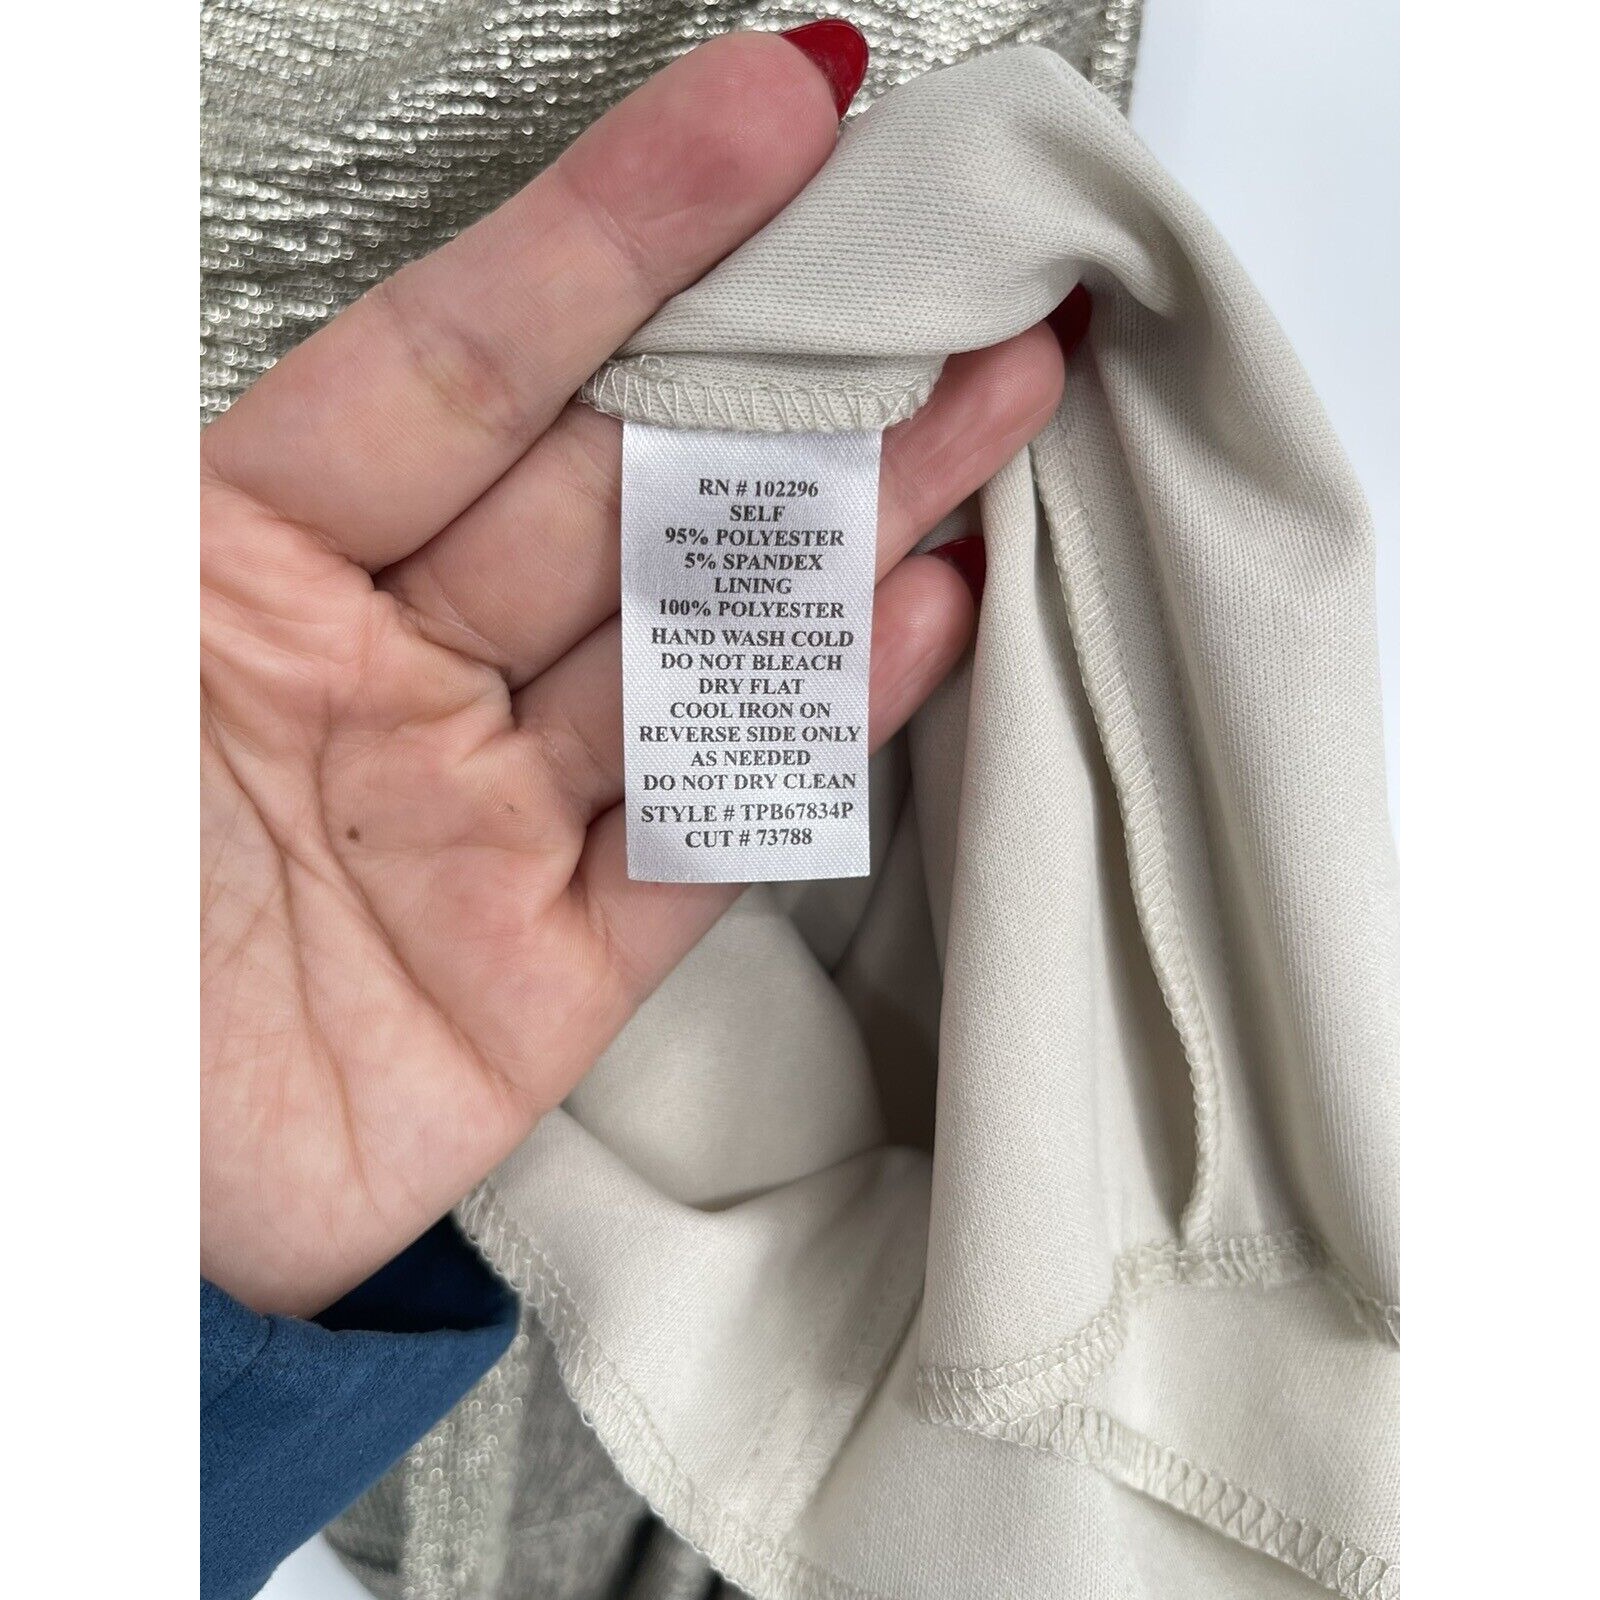 RN # 102296
SELF
95% POLYESTER
5% SPANDEX
LINING
100% POLYESTER
HAND WASH COLD
DO NOT BLEACH
DRY FLAT
COOL IRON ON
REVERSE SIDE ONLY
AS NEEDED
DO NOT DRY CLEAN
STYLE # TPB67834P
CUT # 73788